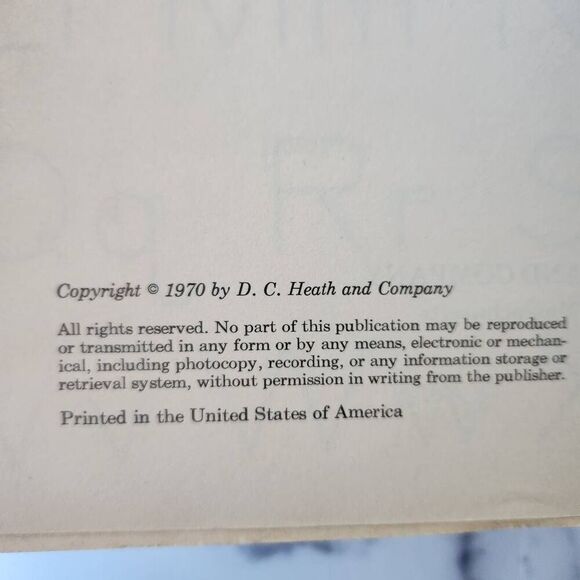 Copyright © 1970 by D. C. Heath and Company
All rights reserved. No part of this publication may be reproduced
or transmitted in any form or by any means, electronic or mechan-
ical, including photocopy, recording, or any information storage or
retrieval system, without permission in writing from the publisher.
Printed in the United States of America